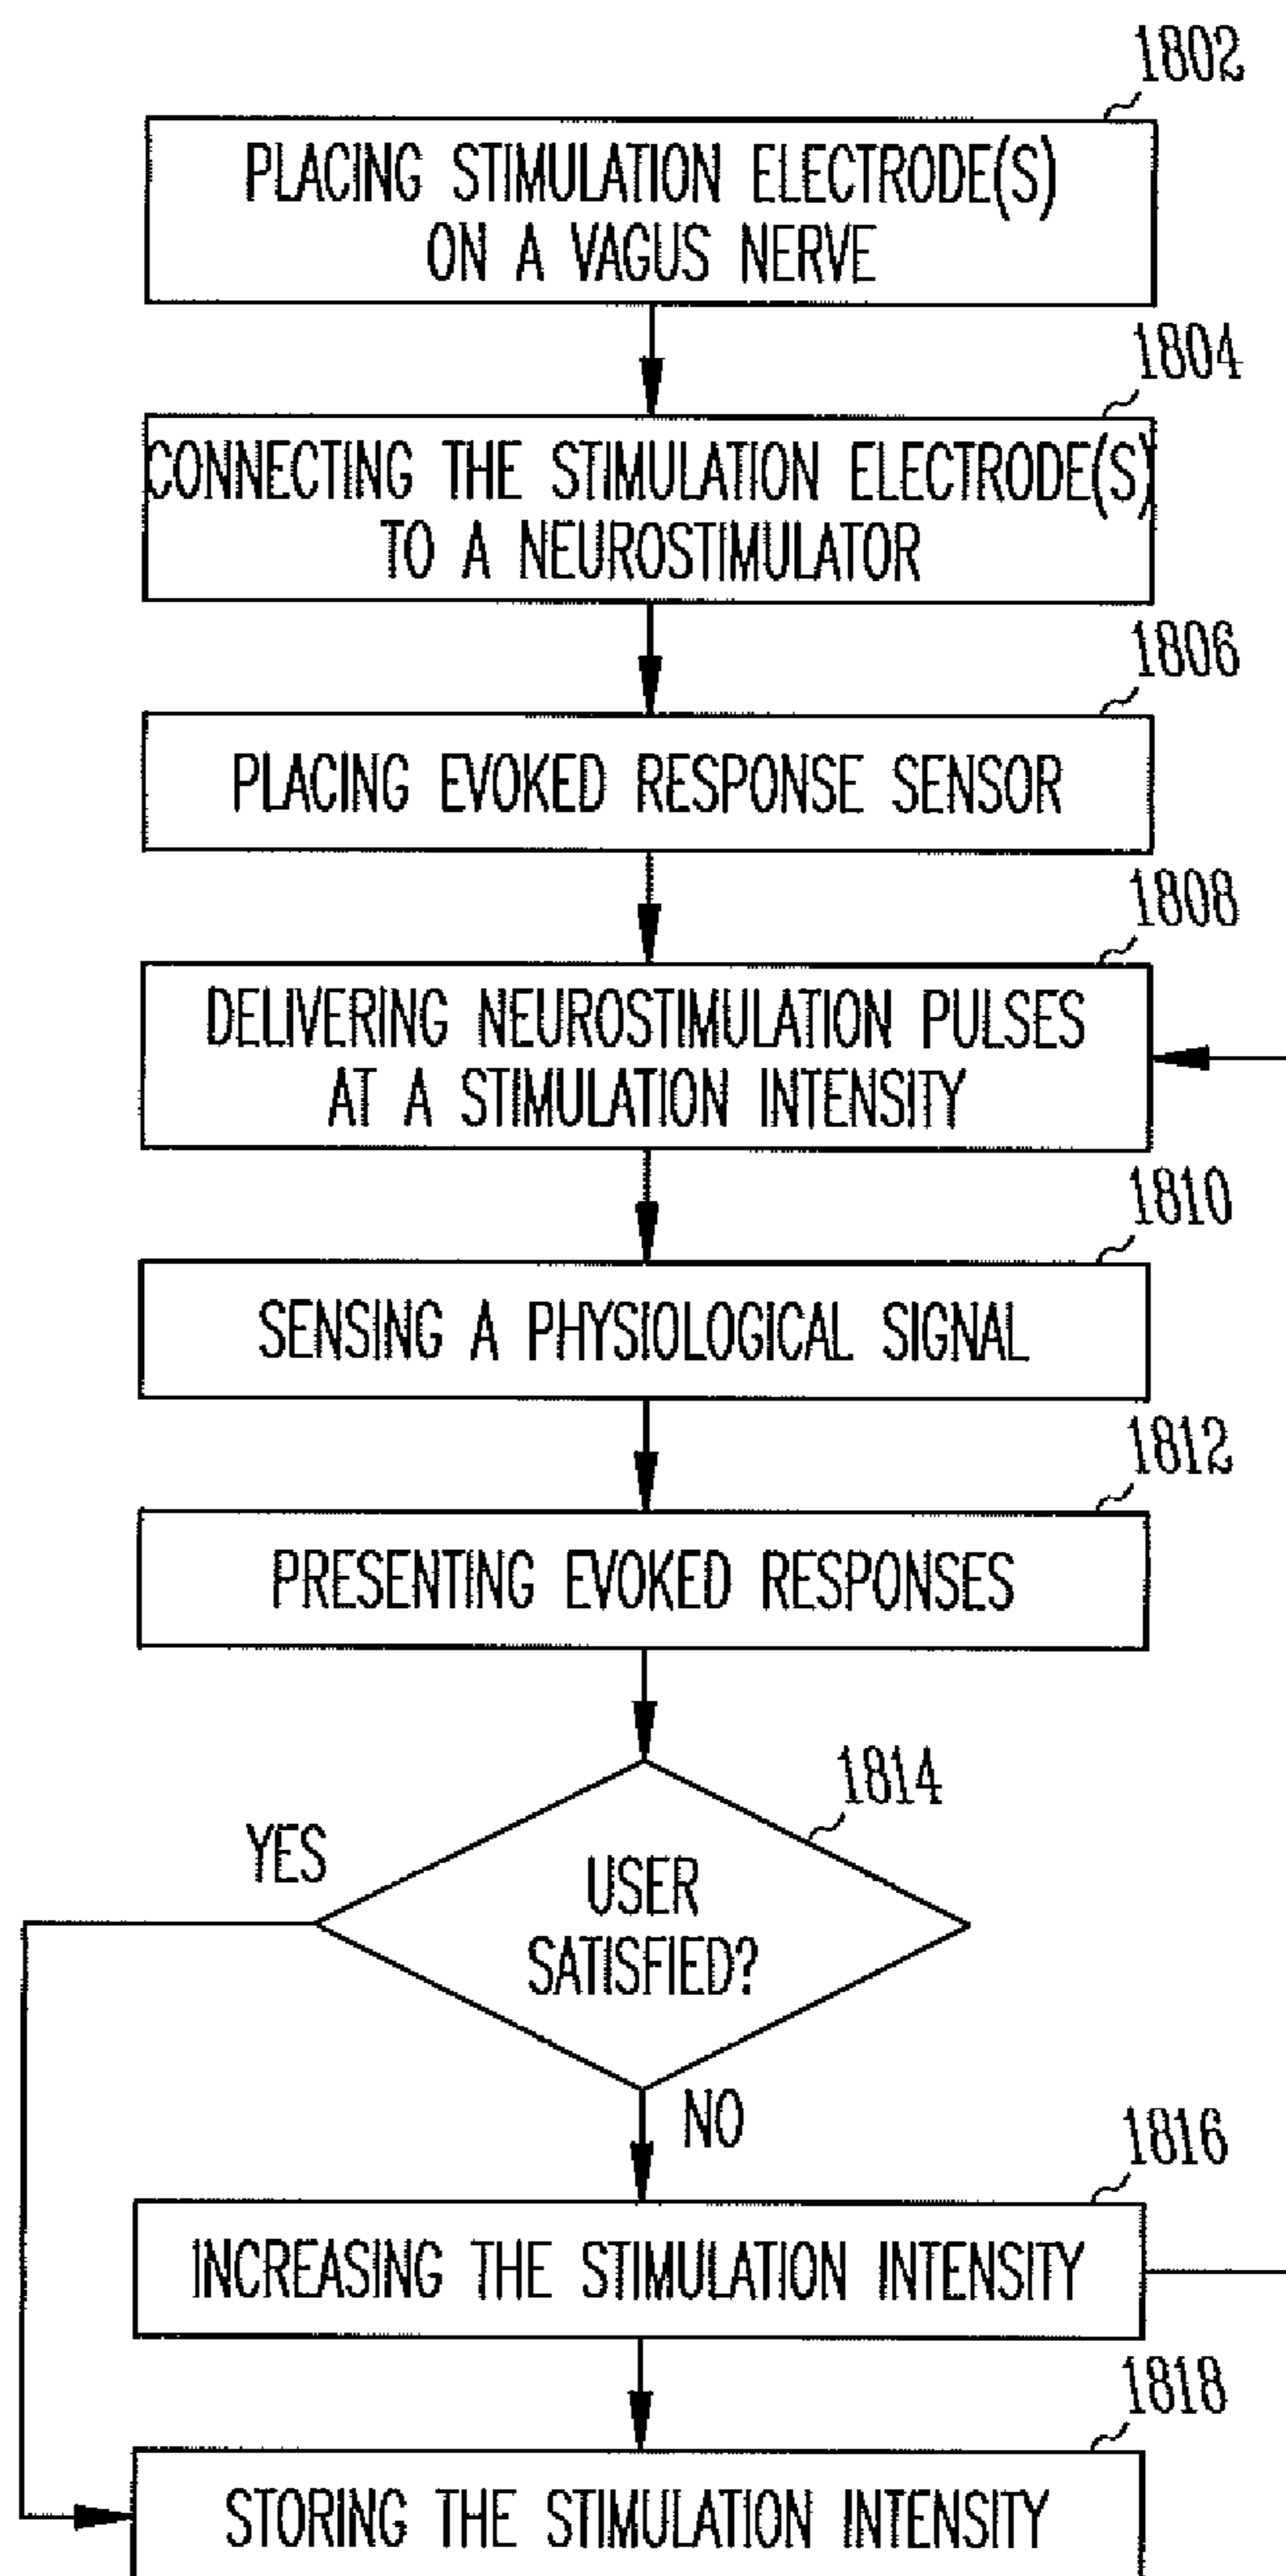 1802
PLACING STIMULATION ELECTRODE(S)
ON A VAGUS NERVE
1804
CONNECTING THE STIMULATION ELECTRODE(S)
TO A NEUROSTIMULATOR
1806
PLACING EVOKED RESPONSE SENSOR
1808
DELIVERING NEUROSTIMULATION PULSES
AT A STIMULATION INTENSITY
1810
SENSING A PHYSIOLOGICAL SIGNAL
1812
PRESENTING EVOKED RESPONSES
1814
YES
USER
SATISFIED?
NO
1816
INCREASING THE STIMULATION INTENSITY
1818
STORING THE STIMULATION INTENSITY